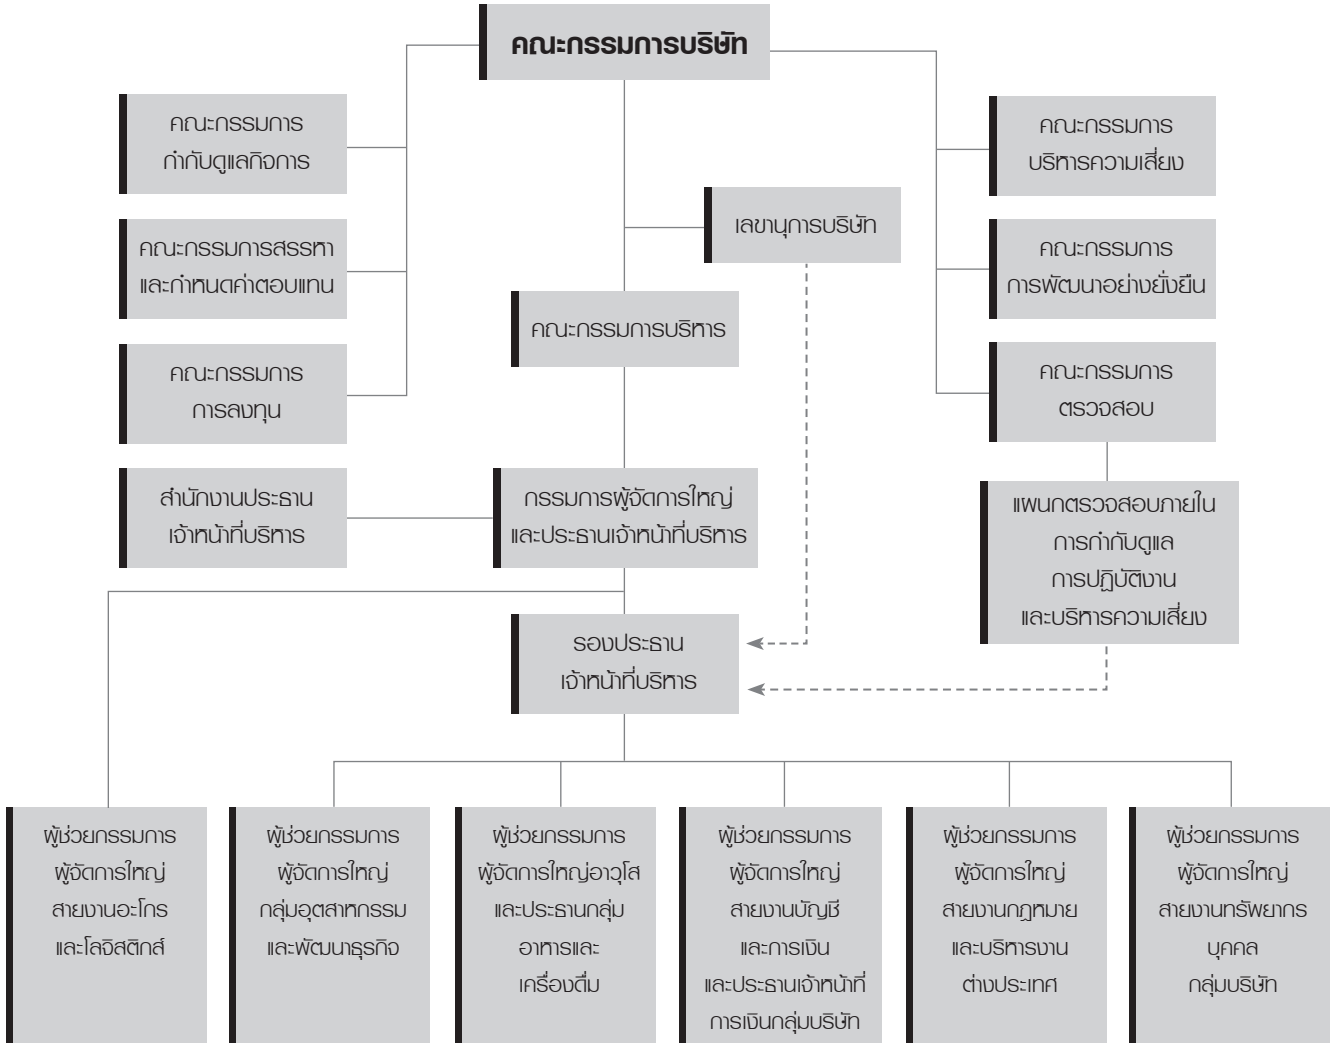 คณะกรรมการบริษัท
คณะกรรมการ
กำกับดูแลกิจการ
คณะกรรมการ
บริหารความเสี่ยง
เลขานุการบริษัท
คณะกรรมการสรรหา
และกำหนดค่าตอบแทน
คณะกรรมการ
การพัฒนาอย่างยั่งยืน
คณะกรรมการบริหาร
คณะกรรมการ
การลงทุน
คณะกรรมการ
ตรวจสอบ
สำนักงานประธาน
เจ้าหน้าที่บริหาร
กรรมการผู้จัดการใหญ่
และประธานเจ้าหน้าที่บริหาร
แผนกตรวจสอบภายใน
การกำกับดูแล
การปฏิบัติงาน
และบริหารความเสี่ยง
รองประธาน
เจ้าหน้าที่บริหาร
ผู้ช่วยกรรมการ
ผู้จัดการใหญ่
สายงานอะโกร
และโลจิสติกส์
ผู้ช่วยกรรมการ
ผู้จัดการใหญ่
กลุ่มอุตสาหกรรม
และพัฒนาธุรกิจ
ผู้ช่วยกรรมการ
ผู้จัดการใหญ่อาวุโส
และประธานกลุ่ม
อาหารและ
เครื่องดื่ม
ผู้ช่วยกรรมการ
ผู้จัดการใหญ่
สายงานบัญชี
และการเงิน
และประธานเจ้าหน้าที่
การเงินกลุ่มบริษัท
ผู้ช่วยกรรมการ
ผู้จัดการใหญ่
สายงานกฎหมาย
และบริหารงาน
ต่างประเทศ
ผู้ช่วยกรรมการ
ผู้จัดการใหญ่
สายงานทรัพยากร
บุคคล
กลุ่มบริษัท